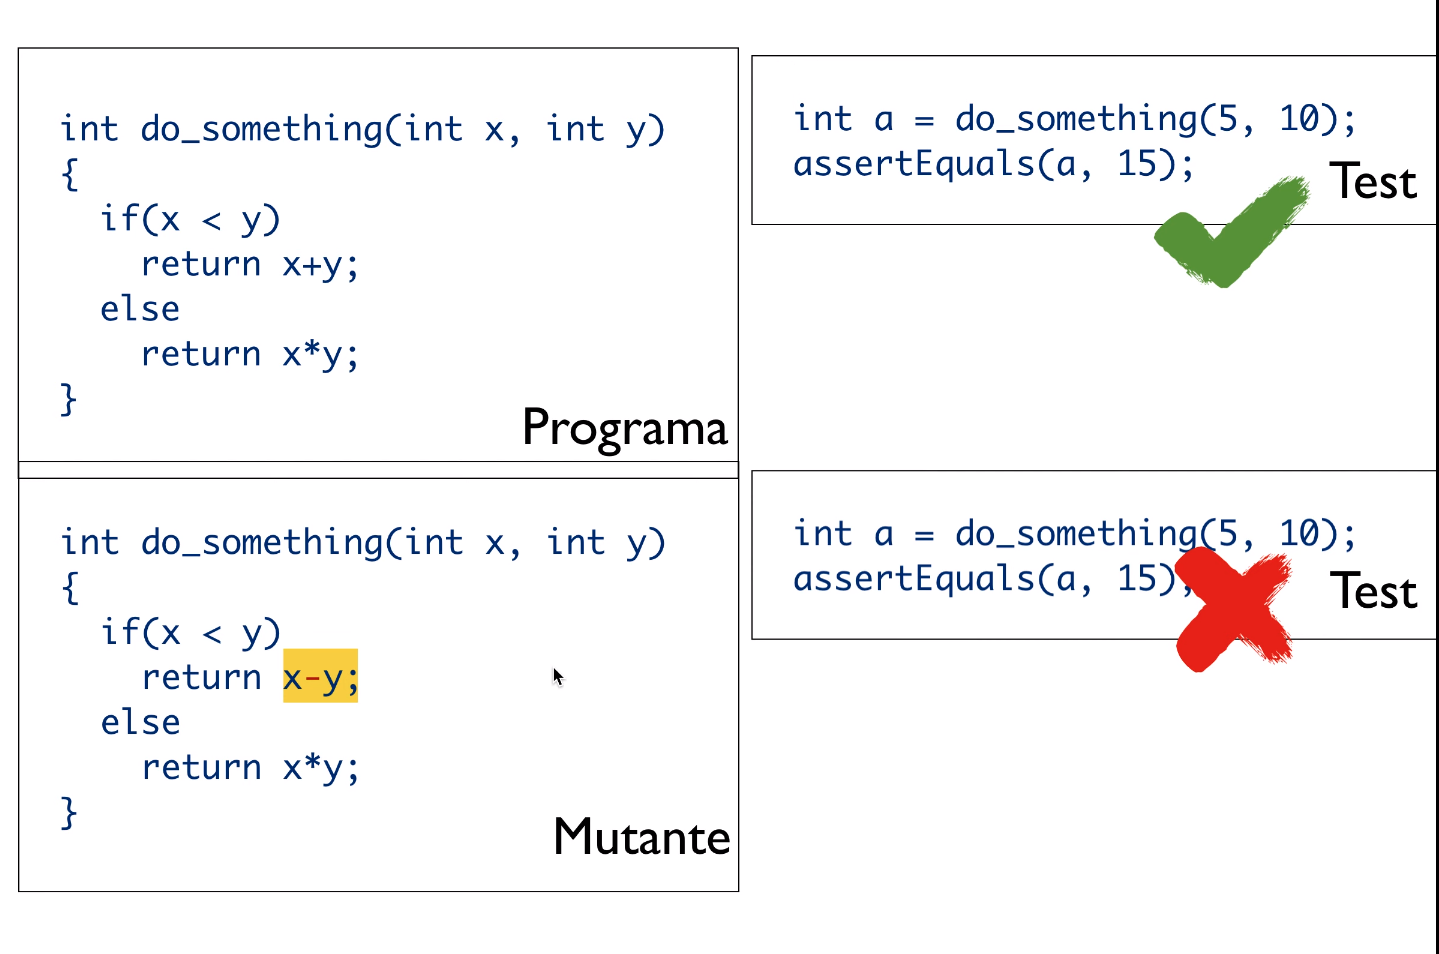 int do_something(int x, int y)
{
  if(x < y)
    return x+y;
  else
    return x*y;
}
Programa
int a = do_something(5, 10);
assertEquals(a, 15);
Test
int do_something(int x, int y)
{
  if(x < y)
    return x-y;
  else
    return x*y;
}
Mutante
int a = do_something(5, 10);
assertEquals(a, 15);
Test